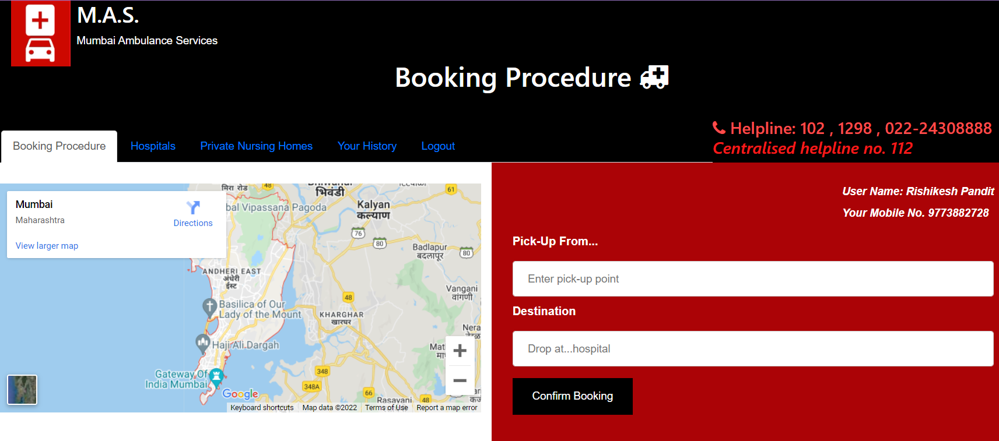 M.A.S.
Mumbai Ambulance Services
Booking Procedure
Helpline: 102 , 1298 , 022-24308888
Centralised helpline no. 112
Booking Procedure
Hospitals
Private Nursing Homes
Your History
Logout
Mumbai
Maharashtra
Directions
View larger map
मिरा रोड
48
bal Vipassana Pagoda
भिवंडी
61
Kalyan
कल्याण
76
80
Badlapur
बदलापूर
80
ANDHERI EAST
अंधेरी
ईस्ट
Vangani
वांगणी
48
Basilica of Our
Lady of the Mount
KHARGHAR
खारघर
Nera
Haji Ali Dargah
Mat
348
Gateway Of
India Mumbai
348A
66
Google
Rasayani
48
Keyboard shortcuts
Map data ©2022
Terms of Use
Report a map error
User Name: Rishikesh Pandit
Your Mobile No. 9773882728
Pick-Up From...
Enter pick-up point
Destination
Drop at...hospital
Confirm Booking